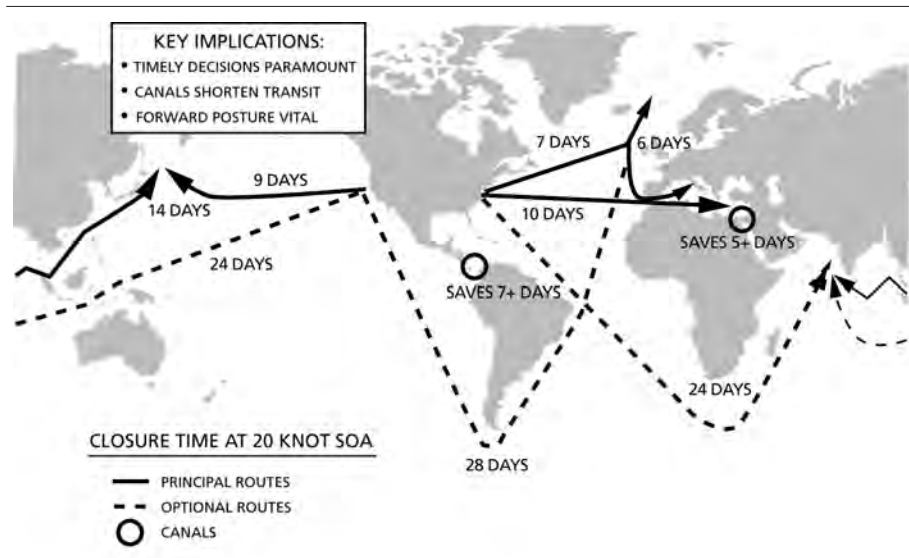 KEY IMPLICATIONS:
• TIMELY DECISIONS PARAMOUNT
• CANALS SHORTEN TRANSIT
• FORWARD POSTURE VITAL
7 DAYS
6 DAYS
9 DAYS
14 DAYS
10 DAYS
SAVES 5+ DAYS
24 DAYS
SAVES 7+ DAYS
24 DAYS
CLOSURE TIME AT 20 KNOT SOA
28 DAYS
PRINCIPAL ROUTES
OPTIONAL ROUTES
CANALS